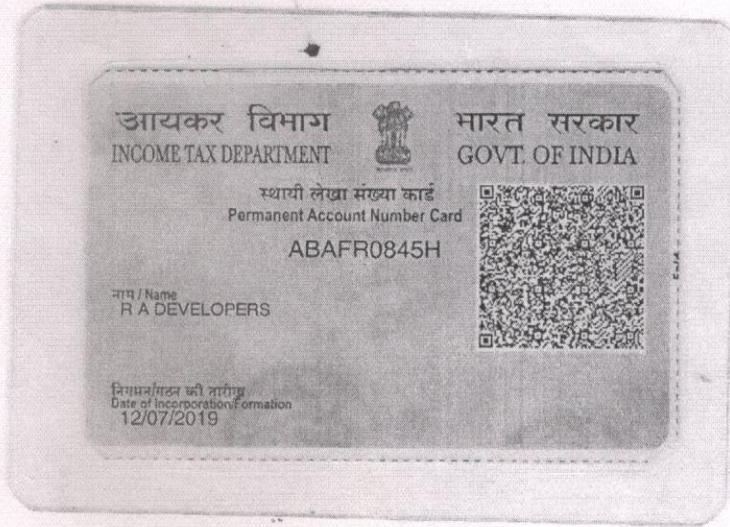 आयकर विभाग
INCOME TAX DEPARTMENT
भारत सरकार
GOVT. OF INDIA
स्थायी लेखा संख्या कार्ड
Permanent Account Number Card
ABAFR0845H
नाम / Name
R A DEVELOPERS
निगमन/गठन की तारीख
Date of Incorporation/Formation
12/07/2019